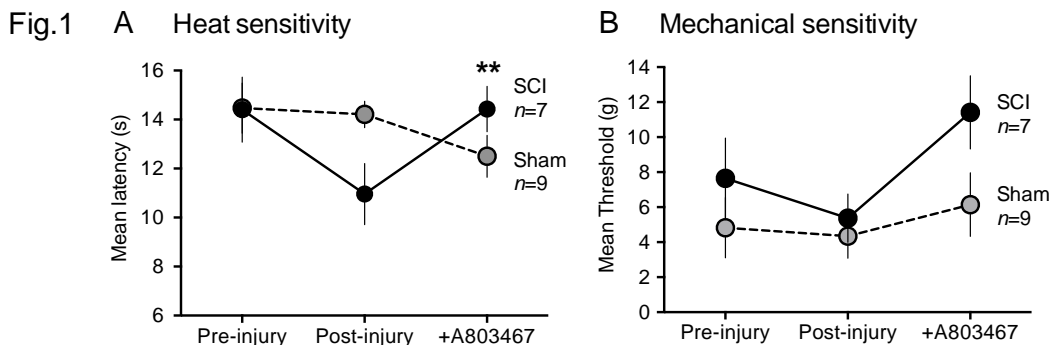 Fig.1
A Heat sensitivity
Mean latency (s)
16
14
12
10
8
6
**
SCI
n=7
Sham
n=9
Pre-injury Post-injury +A803467
B Mechanical sensitivity
Mean Threshold (g)
14
12
10
8
6
4
2
0
SCI
n=7
Sham
n=9
Pre-injury Post-injury +A803467